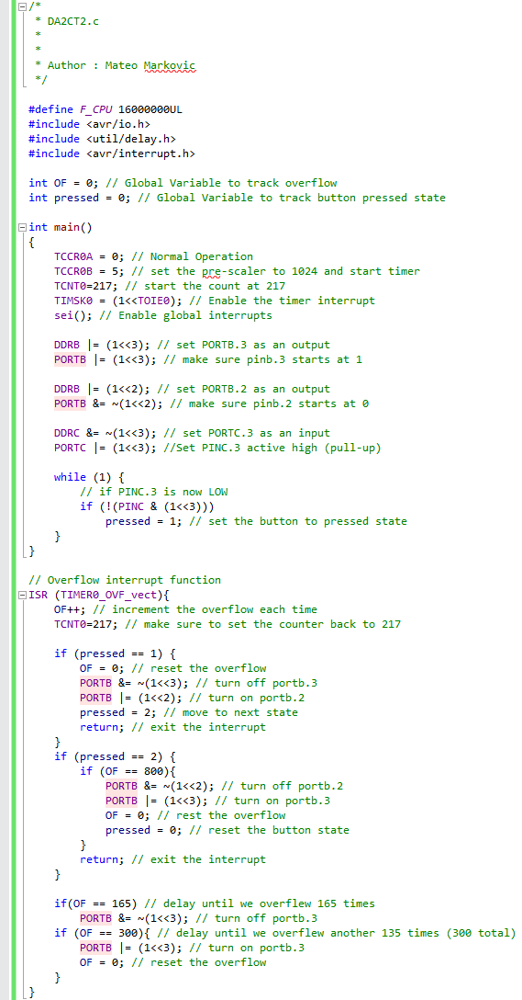 /*
 * DA2CT2.c
 *
 *
 * Author : Mateo Markovic
 */

#define F_CPU 16000000UL
#include <avr/io.h>
#include <util/delay.h>
#include <avr/interrupt.h>

int OF = 0; // Global Variable to track overflow
int pressed = 0; // Global Variable to track button pressed state

int main()
{
    TCCR0A = 0; // Normal Operation
    TCCR0B = 5; // set the pre-scaler to 1024 and start timer
    TCNT0=217; // start the count at 217
    TIMSK0 = (1<<TOIE0); // Enable the timer interrupt
    sei(); // Enable global interrupts

    DDRB |= (1<<3); // set PORTB.3 as an output
    PORTB |= (1<<3); // make sure pinb.3 starts at 1

    DDRB |= (1<<2); // set PORTB.2 as an output
    PORTB &= ~(1<<2); // make sure pinb.2 starts at 0

    DDRC &= ~(1<<3); // set PORTC.3 as an input
    PORTC |= (1<<3); //Set PINC.3 active high (pull-up)

    while (1) {
        // if PINC.3 is now LOW
        if (!(PINC & (1<<3)))
            pressed = 1; // set the button to pressed state
    }
}

// Overflow interrupt function
ISR (TIMER0_OVF_vect){
    OF++; // increment the overflow each time
    TCNT0=217; // make sure to set the counter back to 217

    if (pressed == 1) {
        OF = 0; // reset the overflow
        PORTB &= ~(1<<3); // turn off portb.3
        PORTB |= (1<<2); // turn on portb.2
        pressed = 2; // move to next state
        return; // exit the interrupt
    }
    if (pressed == 2) {
        if (OF == 800){
            PORTB &= ~(1<<2); // turn off portb.2
            PORTB |= (1<<3); // turn on portb.3
            OF = 0; // rest the overflow
            pressed = 0; // reset the button state
        }
        return; // exit the interrupt
    }

    if(OF == 165) // delay until we overflew 165 times
        PORTB &= ~(1<<3); // turn off portb.3
    if (OF == 300){ // delay until we overflew another 135 times (300 total)
        PORTB |= (1<<3); // turn on portb.3
        OF = 0; // reset the overflow
    }
}